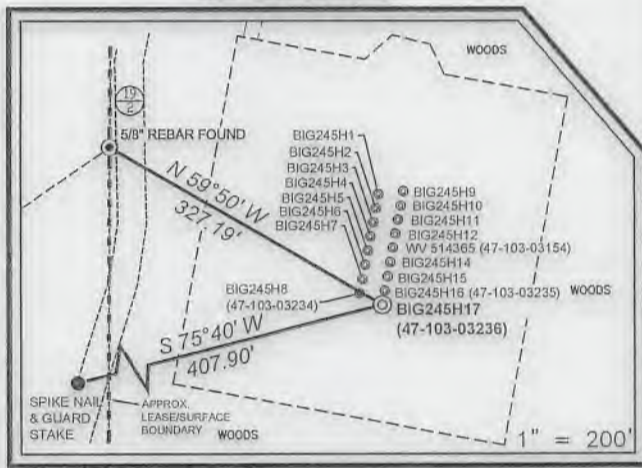 WOODS
19
2
5/8" REBAR FOUND
N 59°50' W
327.19'
BIG245H1
BIG245H2
BIG245H3
BIG245H4
BIG245H5
BIG245H6
BIG245H7
BIG245H8
(47-103-03234)
BIG245H9
BIG245H10
BIG245H11
BIG245H12
WV 514365 (47-103-03154)
BIG245H14
BIG245H15
BIG245H16 (47-103-03235)
WOODS
BIG245H17
(47-103-03236)
S 75°40' W
407.90'
SPIKE NAIL
& GUARD
STAKE
APPROX.
LEASE/SURFACE
BOUNDARY
WOODS
1" = 200'